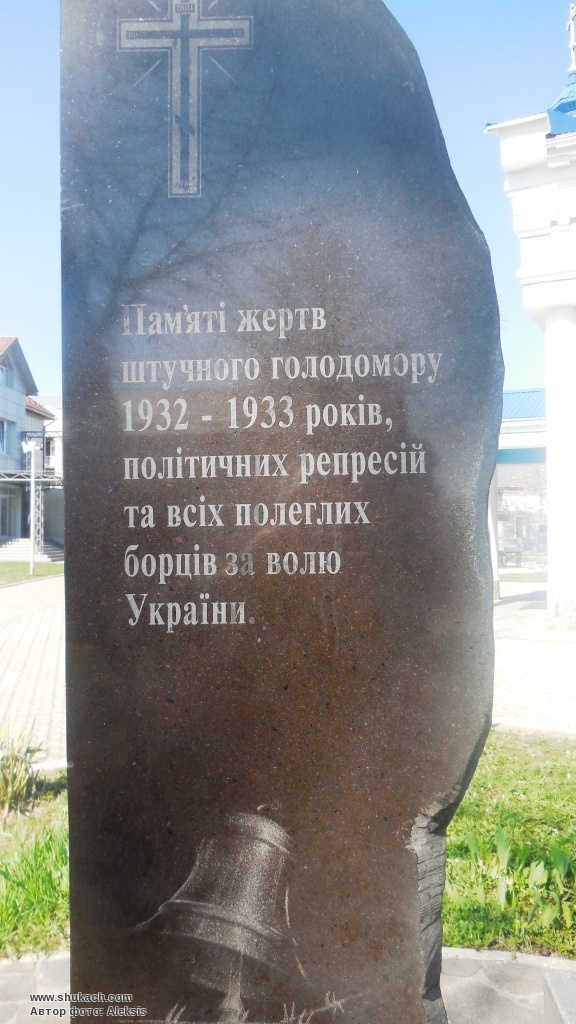 Пам'яті жертв
штучного голодомору
1932 - 1933 років,
політичних репресій
та всіх полеглих
борців за волю
України.
www.shukach.com
Автор фото: Aleksis